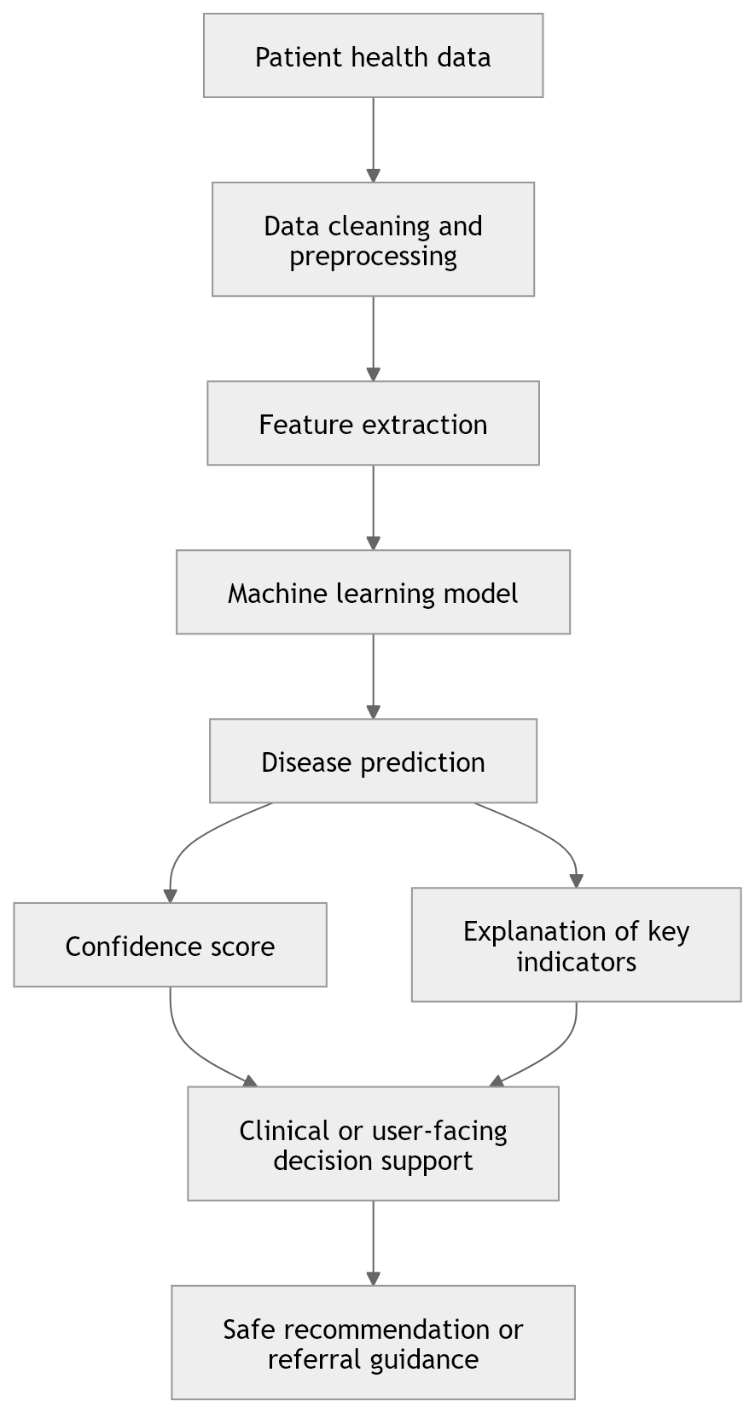 Patient health data
Data cleaning and
preprocessing
Feature extraction
Machine learning model
Disease prediction
Confidence score
Explanation of key
indicators
Clinical or user-facing
decision support
Safe recommendation or
referral guidance